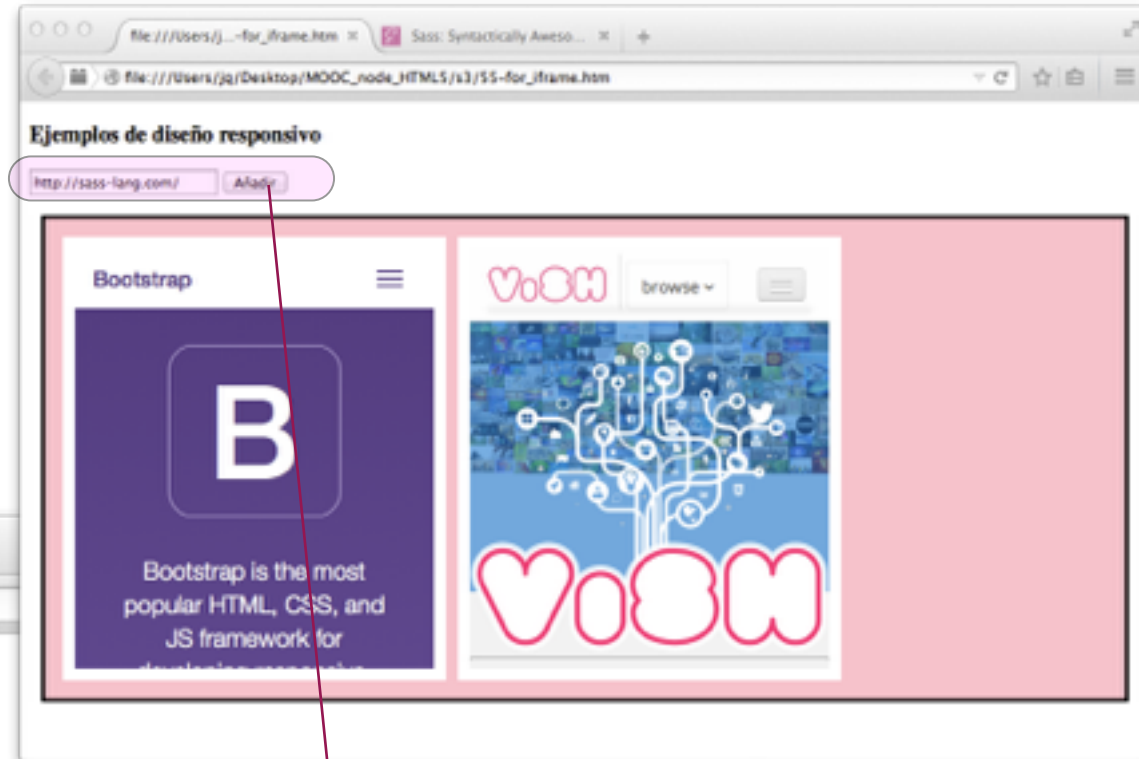 file:///Users/j...-for_iframe.htm
Sass: Syntactically Aweso...
file:///Users/jq/Desktop/MOOC_node_HTML5/s3/55-for_iframe.htm
Ejemplos de diseño responsivo
http://sass-lang.com/ Añadir
Bootstrap
ViSH browse
B
Bootstrap is the most
popular HTML, CSS, and
JS framework for
ViSH